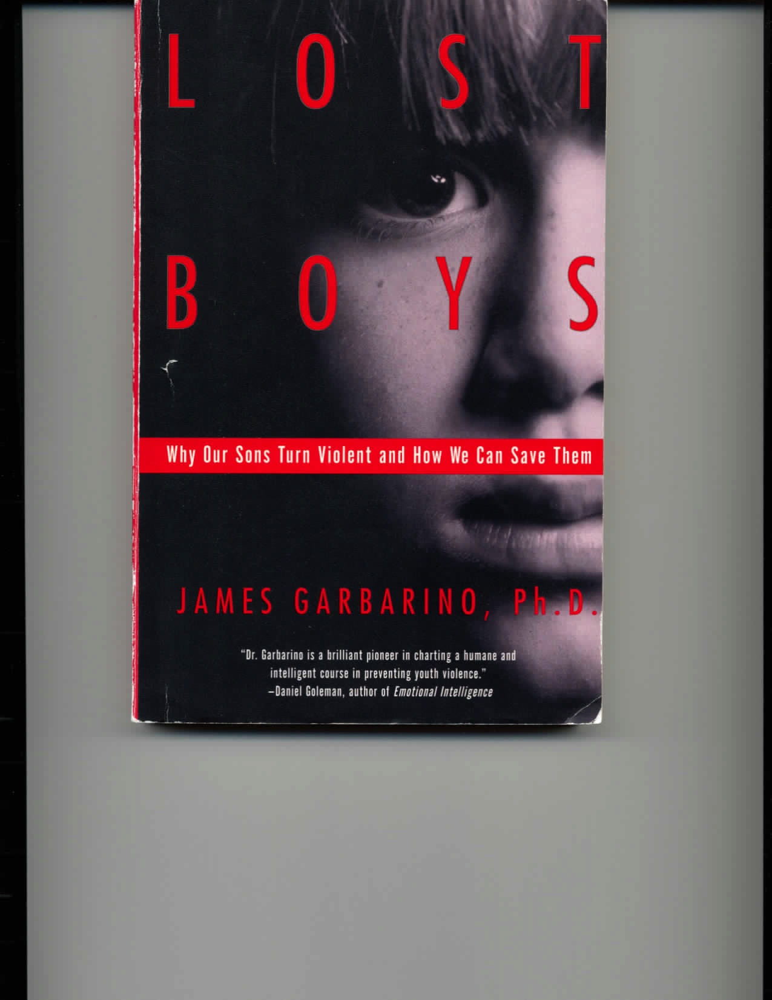 LOST
BOYS
Why Our Sons Turn Violent and How We Can Save Them
JAMES GARBARINO, Ph.D.
“Dr. Garbarino is a brilliant pioneer in charting a humane and
intelligent course in preventing youth violence.”
–Daniel Goleman, author of Emotional Intelligence